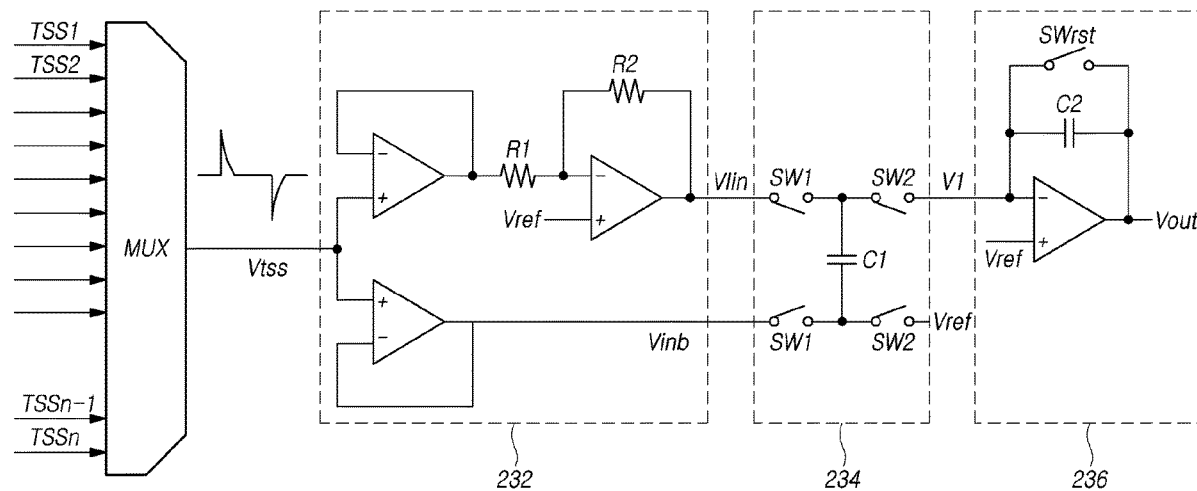 TSS1
TSS2
TSSn-1
TSSn
MUX
Vtss
R1
R2
Vref
VIin
Vinb
SW1
SW2
C1
SW1
SW2
Vref
V1
SWrst
C2
Vref
Vout
232
234
236